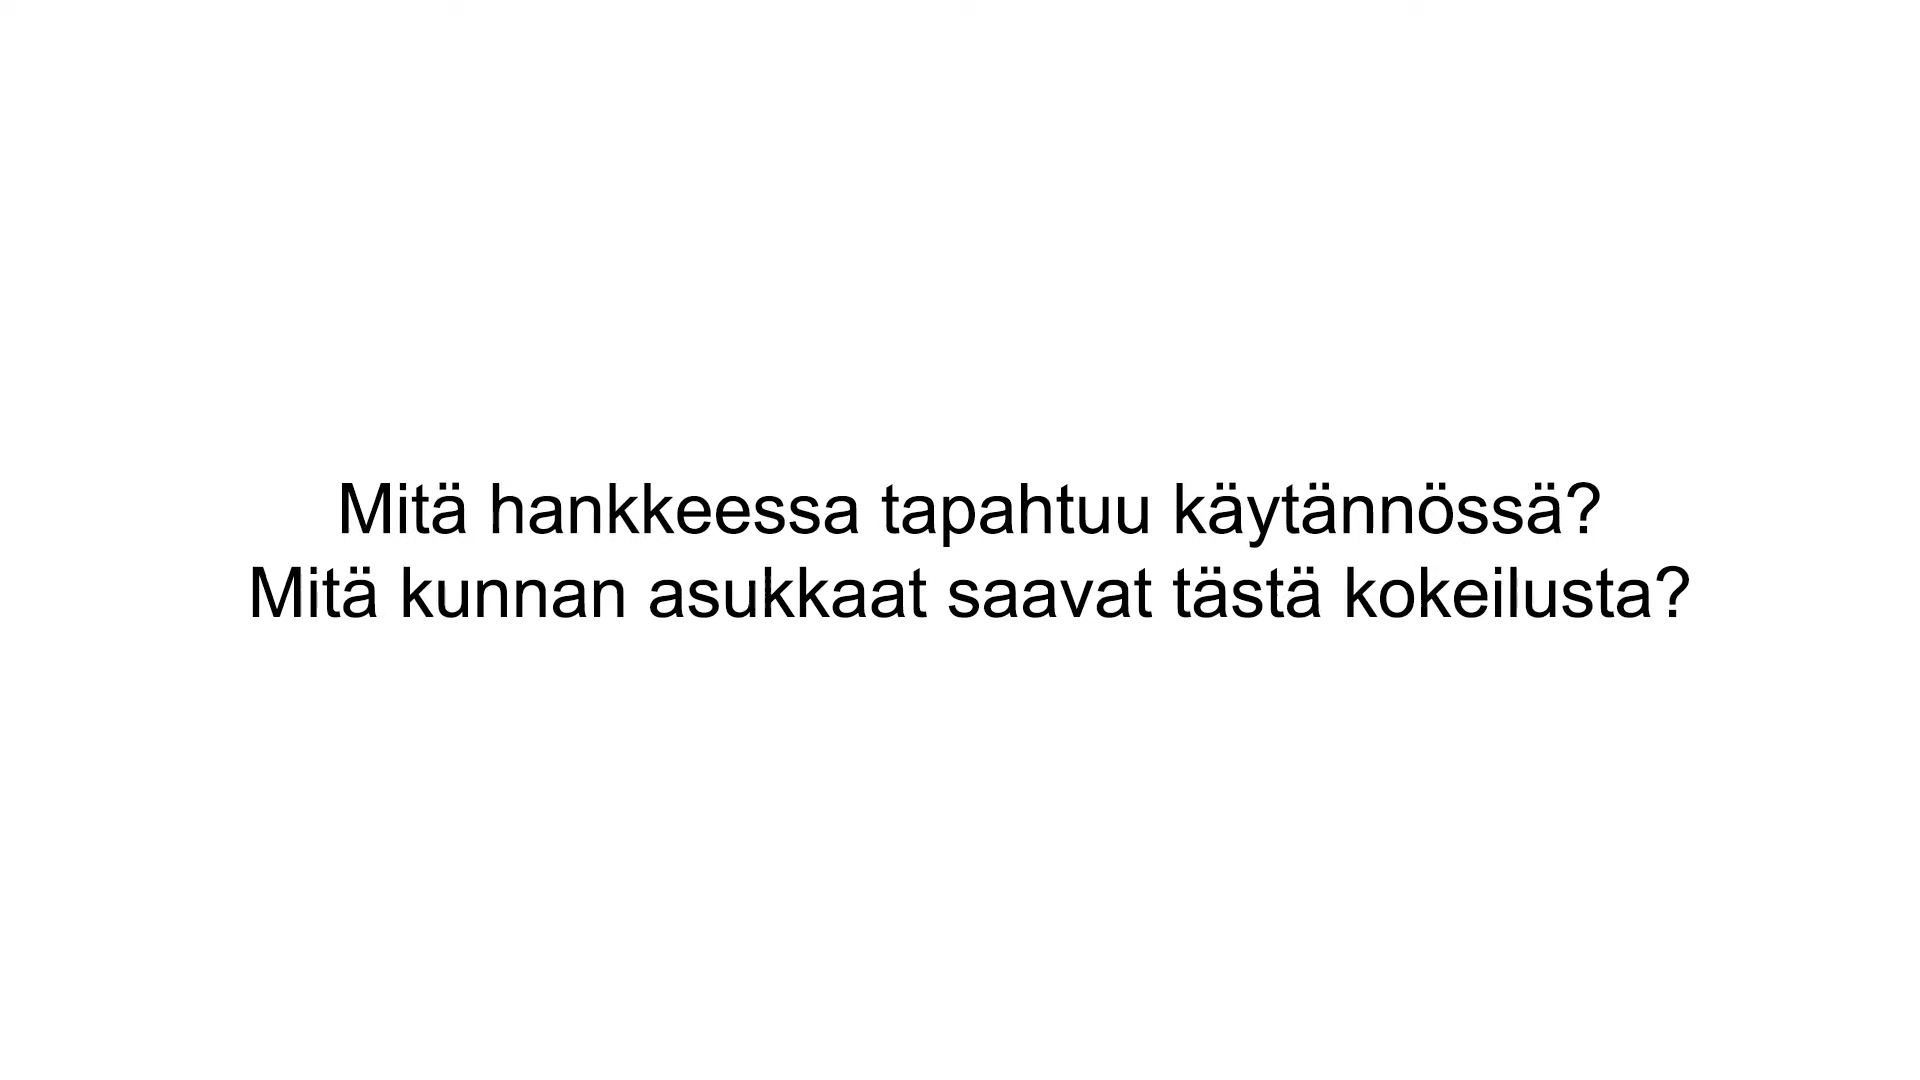 Mitä hankkeessa tapahtuu käytännössä?
Mitä kunnan asukkaat saavat tästä kokeilusta?